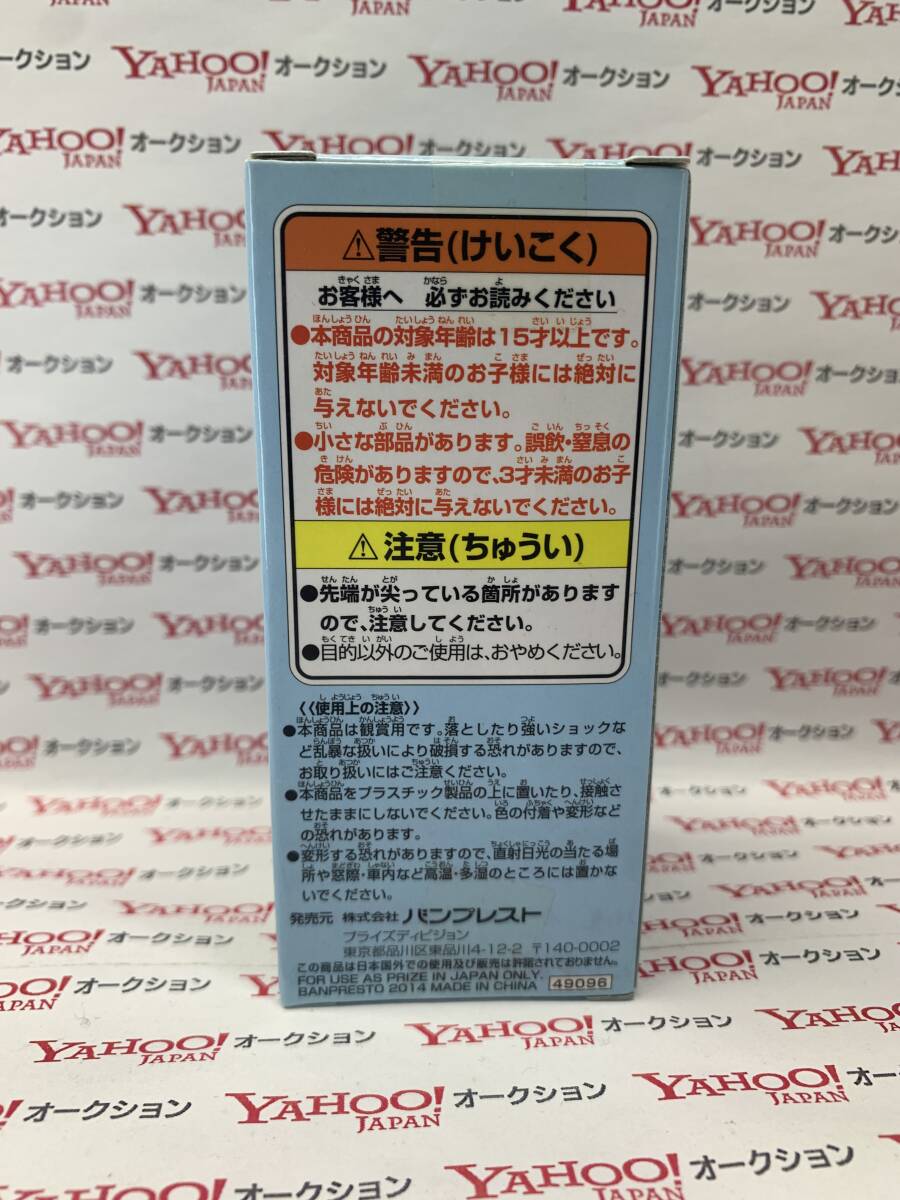 YAHOO! オークション
JAPAN
⚠警告(けいこく)
お客様へ 必ずお読みください
●本商品の対象年齢は15才以上です。
対象年齢未満のお子様には絶対に
与えないでください。
●小さな部品があります。誤飲・窒息の
危険がありますので、3才未満のお子
様には絶対に与えないでください。
⚠注意(ちゅうい)
●先端が尖っている箇所があります
ので、注意してください。
●目的以外のご使用は、おやめください。
《使用上の注意》
●本商品は観賞用です。落としたり強いショックな
ど乱暴な扱いにより破損する恐れがありますので、
お取り扱いにはご注意ください。
●本商品をプラスチック製品の上に置いたり、接触さ
せたままにしないでください。色の付着や変形など
の恐れがあります。
●変形する恐れがありますので、直射日光の当たる場
所や窓際・車内など高温・多湿のところには置かな
いでください。
発売元 株式会社 バンプレスト
プライズディビジョン
東京都品川区東品川4-12-2 〒140-0002
この商品は日本国外での使用及び販売は許諾されておりません。
FOR USE AS PRIZE IN JAPAN ONLY.
BANPRESTO 2014 MADE IN CHINA 49096